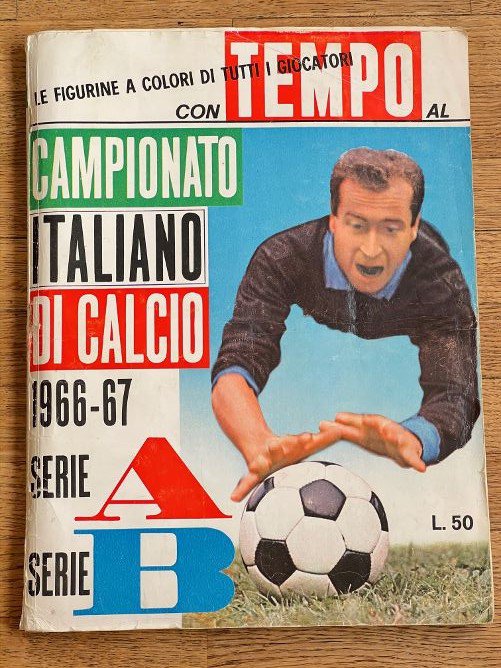 LE FIGURINE A COLORI DI TUTTI I GIOCATORI
CON TEMPO AL
CAMPIONATO
ITALIANO
DI CALCIO
1966-67
SERIE A
SERIE B
L. 50